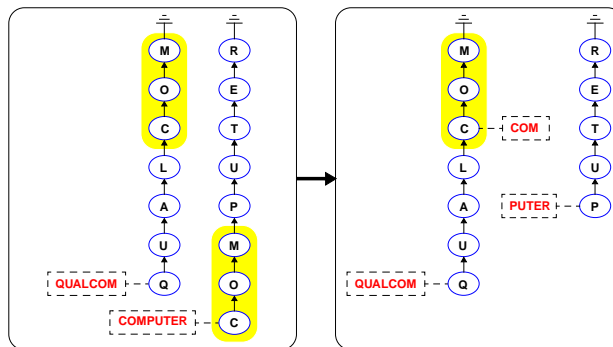 M R
O E
C T
L U
A P
U M
QUALCOM Q O
COMPUTER C
M R
O E
C COM T
L U
A PUTER P
U
QUALCOM Q